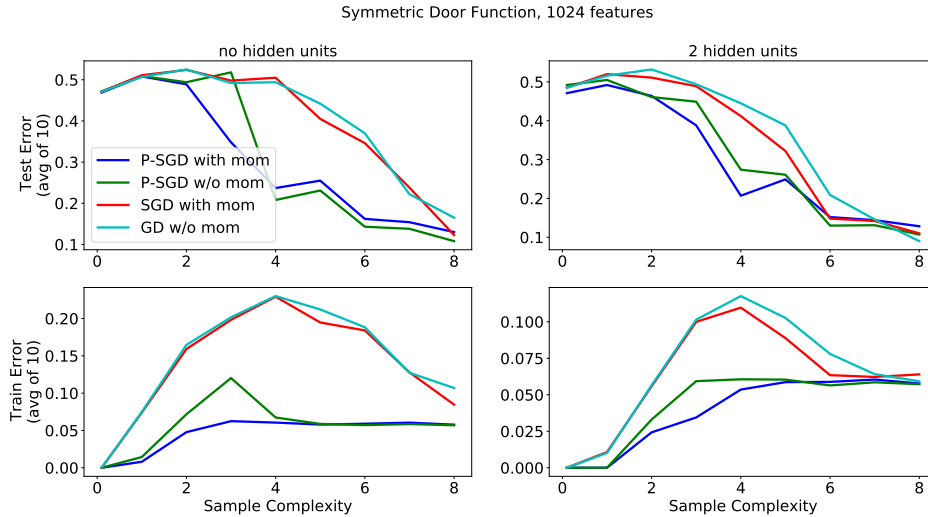 Symmetric Door Function, 1024 features
no hidden units
2 hidden units
Test Error
(avg of 10)
0.5
0.4
0.3
0.2
0.1
P-SGD with mom
P-SGD w/o mom
SGD with mom
GD w/o mom
0 2 4 6 8
0.5
0.4
0.3
0.2
0.1
0 2 4 6 8
Train Error
(avg of 10)
0.20
0.15
0.10
0.05
0.00
0 2 4 6 8
Sample Complexity
0.100
0.075
0.050
0.025
0.000
0 2 4 6 8
Sample Complexity